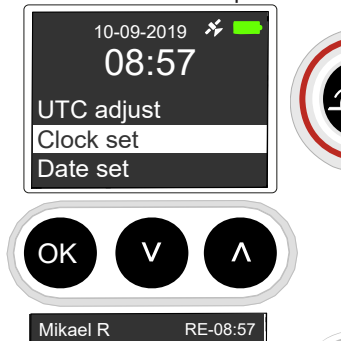 10-09-2019
08:57
UTC adjust
Clock set
Date set
OK
Mikael R RE-08:57